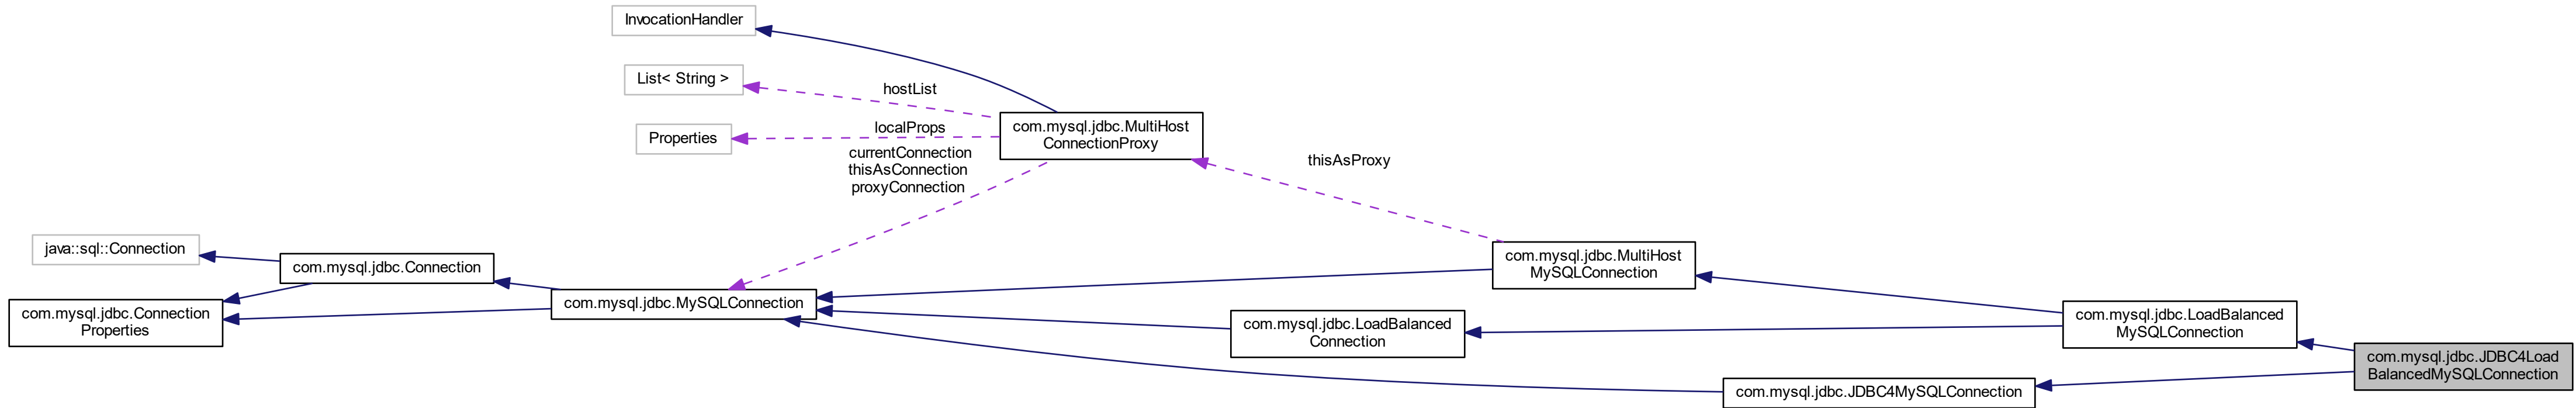 InvocationHandler
List< String >
hostList
com.mysql.jdbc.MultiHost
ConnectionProxy
localProps
Properties
currentConnection
thisAsConnection
proxyConnection
thisAsProxy
java::sql::Connection
com.mysql.jdbc.Connection
com.mysql.jdbc.MultiHost
MySQLConnection
com.mysql.jdbc.Connection
Properties
com.mysql.jdbc.MySQLConnection
com.mysql.jdbc.LoadBalanced
Connection
com.mysql.jdbc.LoadBalanced
MySQLConnection
com.mysql.jdbc.JDBC4Load
BalancedMySQLConnection
com.mysql.jdbc.JDBC4MySQLConnection